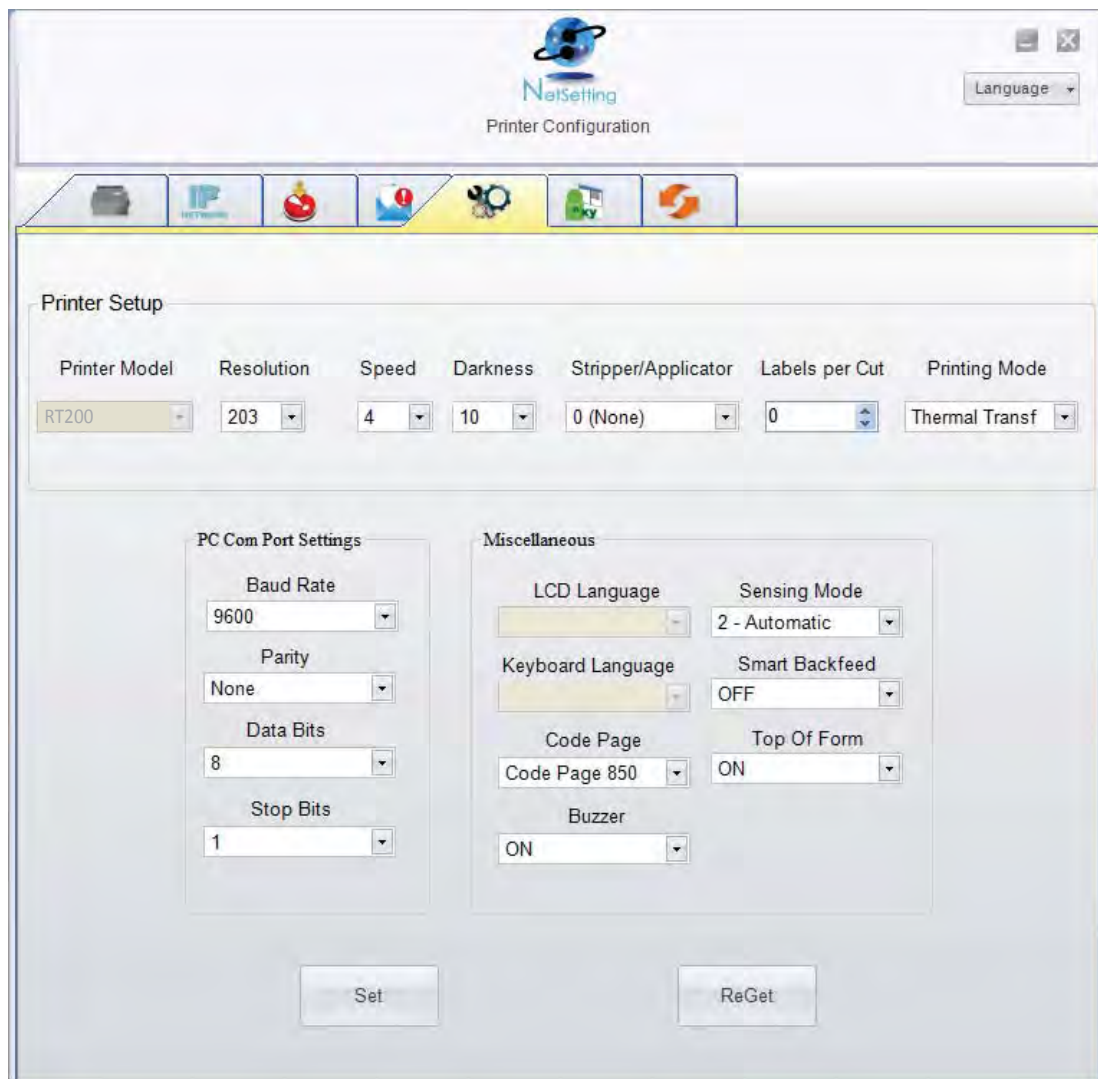 NetSetting
Language
Printer Configuration
IP
NETWORK
Printer Setup
Printer Model Resolution Speed Darkness Stripper/Applicator Labels per Cut Printing Mode
RT200 203 4 10 0 (None) 0 Thermal Transf
PC Com Port Settings
Baud Rate
9600
Parity
None
Data Bits
8
Stop Bits
1
Miscellaneous
LCD Language Sensing Mode
2 - Automatic
Keyboard Language Smart Backfeed
OFF
Code Page Top Of Form
Code Page 850 ON
Buzzer
ON
Set ReGet